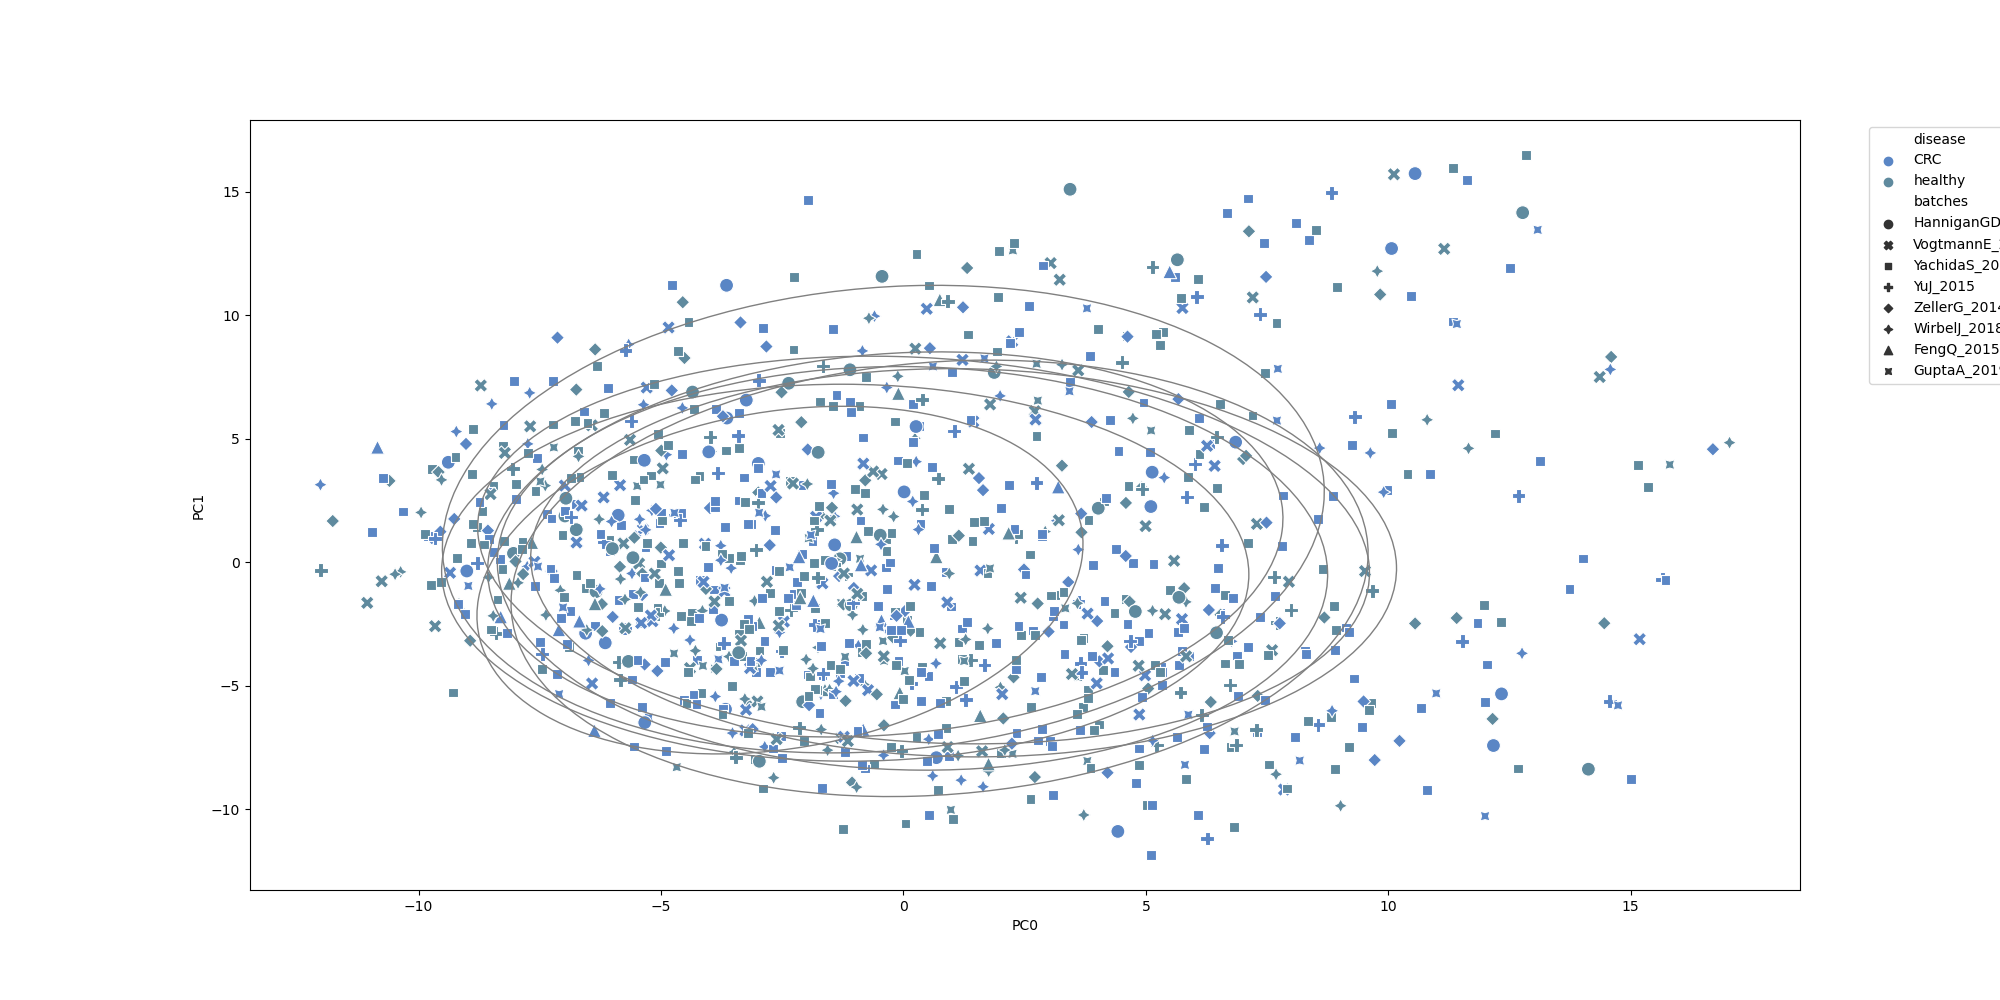 disease
CRC
healthy
batches
HanniganGD
VogtmannE_
YachidaS_20
YuJ_2015
ZellerG_2014
WirbelJ_2018
FengQ_2015
GuptaA_201
15
10
5
0
−5
−10
PC1
−10
−5
0
5
10
15
PC0